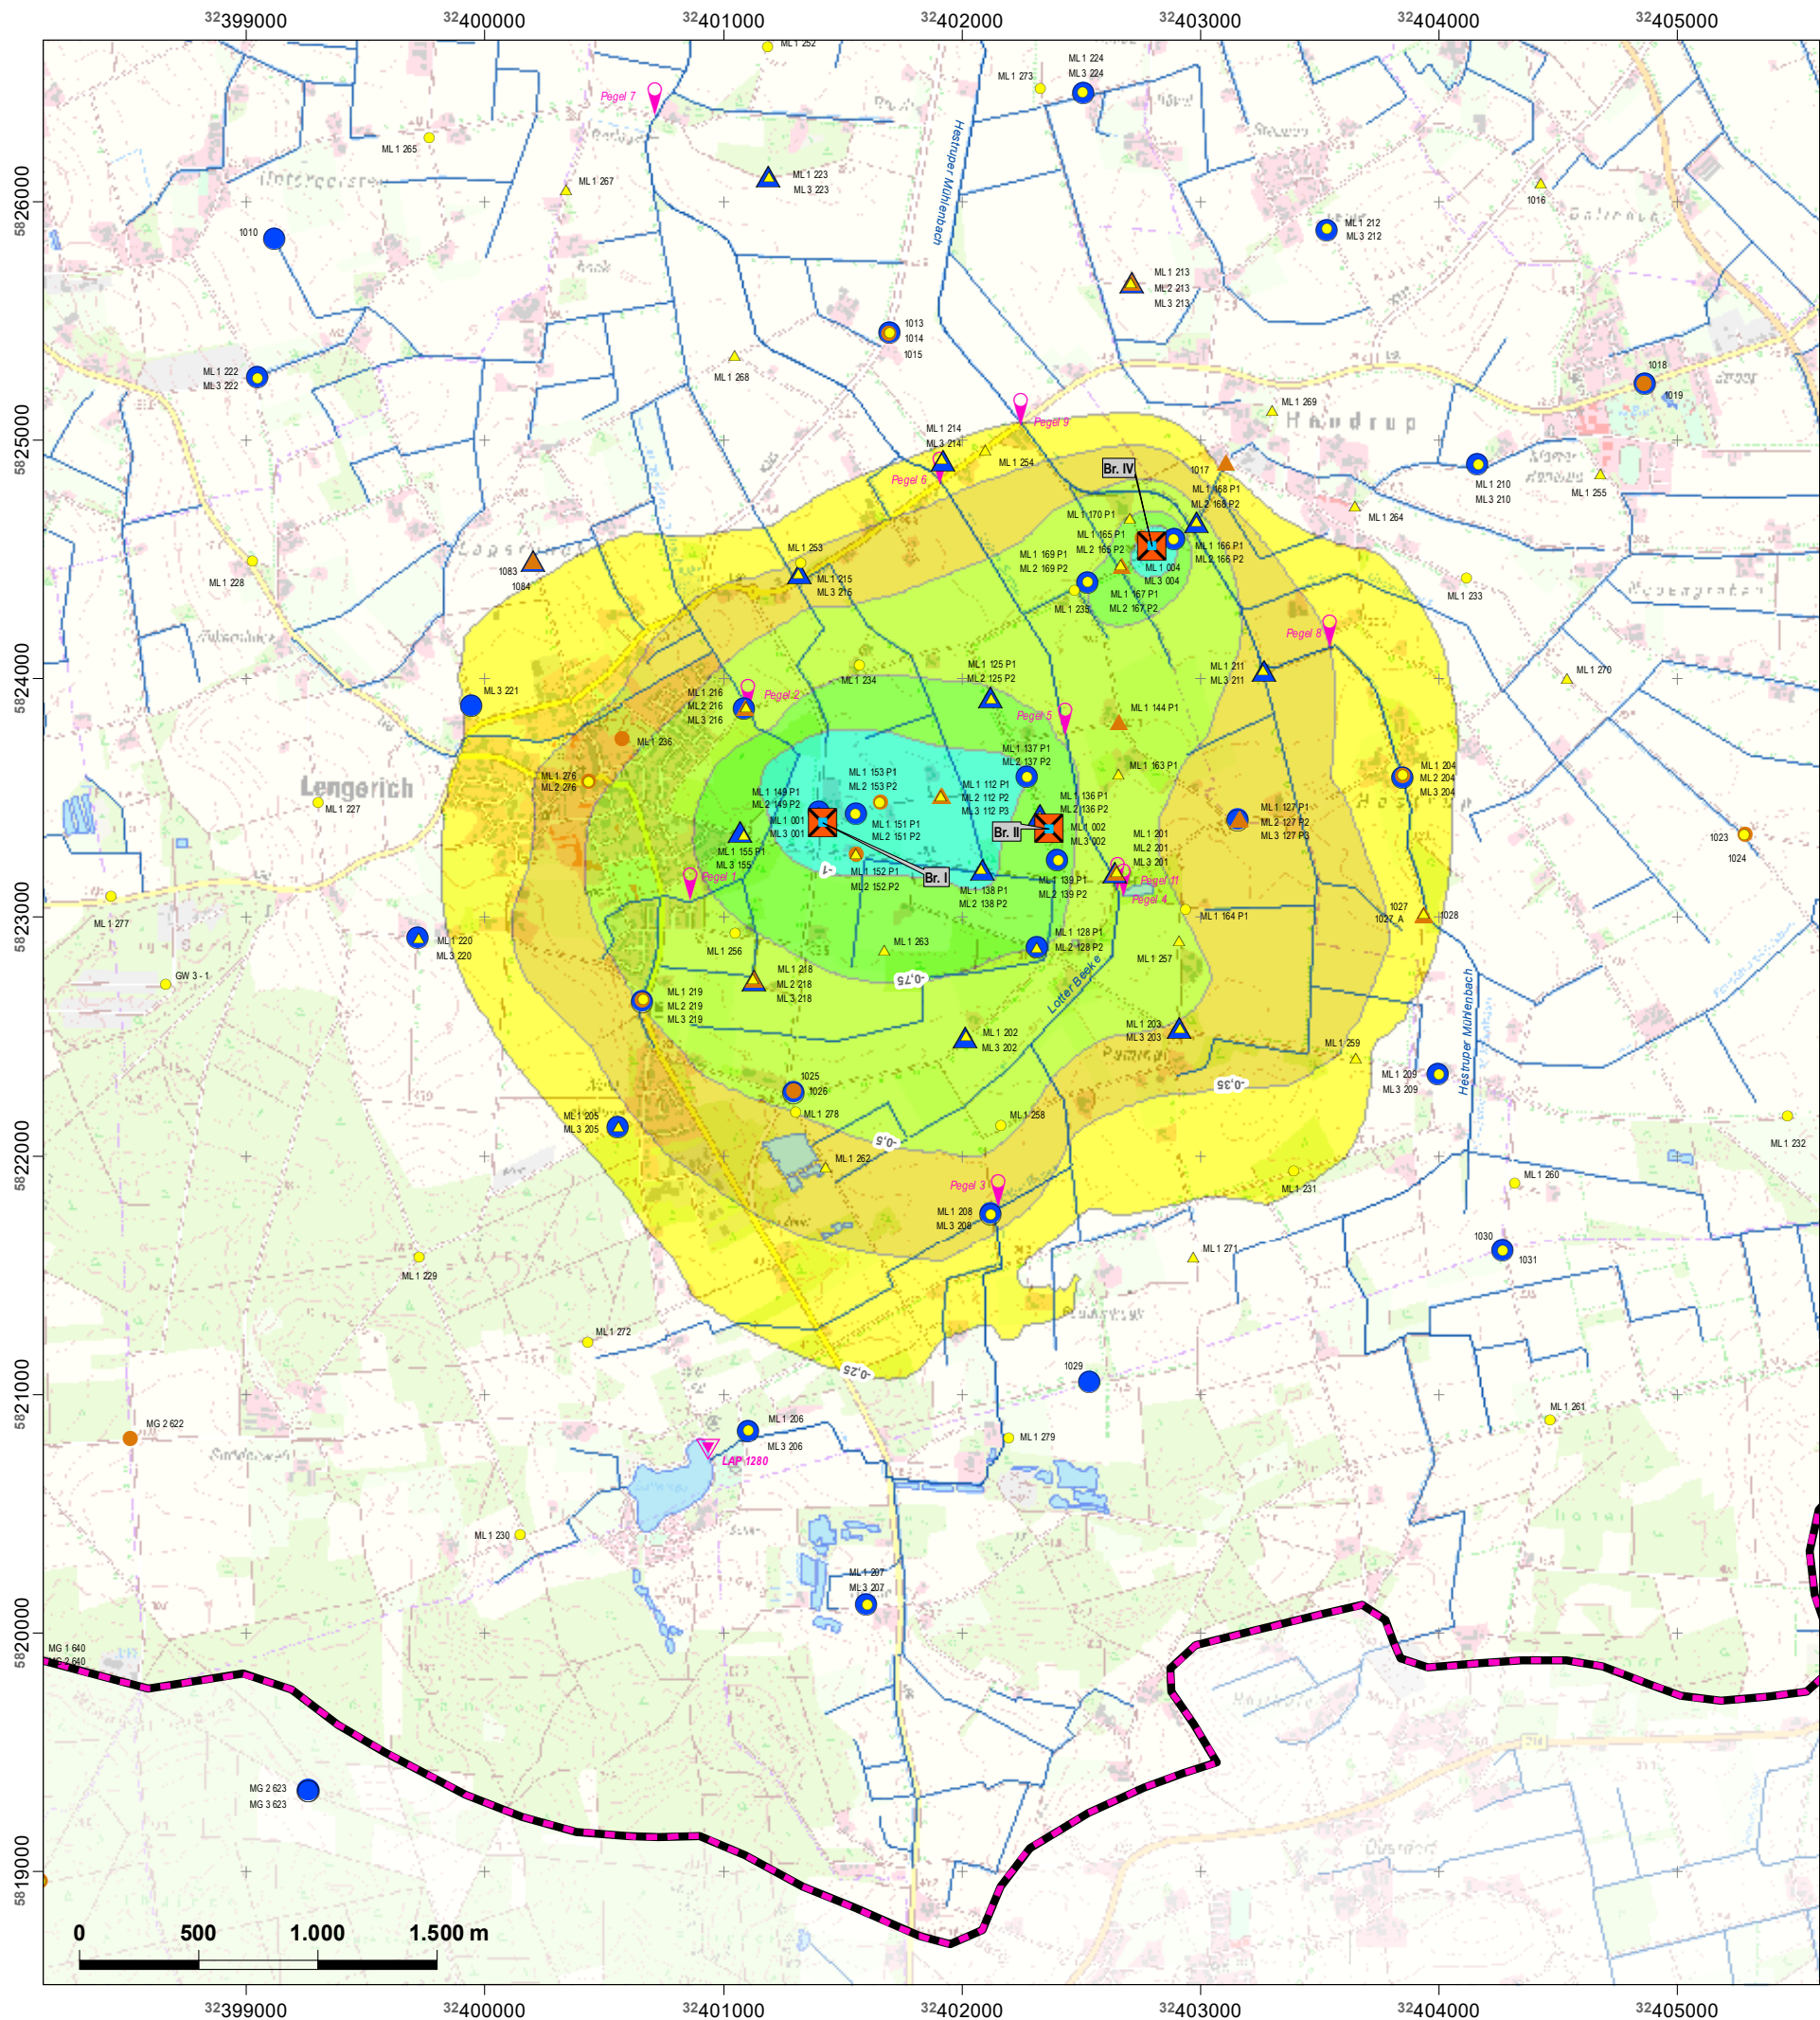 32399000 32400000 32401000 32402000 32403000 32404000 32405000
5826000
5825000
5824000
5823000
5822000
5821000
5820000
5819000
ML 1 252
Pegel 7
ML 1 265
ML 1 267
ML 1 223
ML 3 223
ML 1 273
ML 1 224
ML 3 224
Hestruper Mühlenbach
1016
ML 1 212
ML 3 212
1010
ML 1 213
ML 2 213
ML 3 213
1013
1014
1015
ML 1 268
ML 1 222
ML 3 222
1018
1019
ML 1 269
Handrup
Pegel 9
ML 1 214
ML 3 214
ML 1 254
Pegel 6
Br. IV
1017
ML 1 168 P1
ML 2 168 P2
ML 1 210
ML 3 210
ML 1 255
ML 1 264
ML 1 170 P1
ML 1 165 P1
ML 2 165 P2
ML 1 166 P1
ML 2 166 P2
ML 1 169 P1
ML 2 169 P2
ML 1 004
ML 3 004
ML 1 167 P1
ML 2 167 P2
ML 1 235
ML 1 233
ML 1 253
ML 1 215
ML 3 215
1083
1084
ML 1 228
Pegel 8
ML 1 211
ML 3 211
ML 1 270
ML 1 234
ML 1 125 P1
ML 2 125 P2
Pegel 5
ML 1 144 P1
ML 3 221
ML 1 216
ML 2 216
ML 3 216
Pegel 2
ML 1 236
ML 1 276
ML 2 276
Lengerich
ML 1 227
ML 1 137 P1
ML 2 137 P2
ML 1 163 P1
ML 1 204
ML 2 204
ML 3 204
ML 1 153 P1
ML 2 153 P2
ML 1 149 P1
ML 2 149 P2
ML 1 001
ML 3 001
ML 1 112 P1
ML 2 112 P2
ML 3 112 P3
ML 1 136 P1
ML 2 136 P2
ML 1 002
ML 3 002
Br. II
ML 1 151 P1
ML 2 151 P2
ML 1 127 P1
ML 2 127 P2
ML 3 127 P3
1023
1024
ML 1 155 P1
ML 3 155
ML 1 201
ML 2 201
ML 3 201
ML 1 152 P1
ML 2 152 P2
-1
Br. I
ML 1 138 P1
ML 2 138 P2
ML 1 139 P1
ML 2 139 P2
Pegel 11
Pegel 4
Pegel 1
ML 1 277
ML 1 164 P1
1027
1027_A
1028
ML 1 220
ML 3 220
ML 1 256
ML 1 263
ML 1 128 P1
ML 2 128 P2
ML 1 257
GW 3 - 1
-0,75
ML 1 218
ML 2 218
ML 3 218
ML 1 219
ML 2 219
ML 3 219
Lotter Beeke
Hestruper Mühlenbach
ML 1 202
ML 3 202
ML 1 203
ML 3 203
ML 1 259
ML 1 209
ML 3 209
-0,35
1025
1026
ML 1 278
ML 1 205
ML 3 205
ML 1 258
-0,5
ML 1 262
ML 1 232
ML 1 231
ML 1 260
Pegel 3
ML 1 208
ML 3 208
ML 1 229
ML 1 271
1030
1031
ML 1 272
-0,25
1029
ML 1 206
ML 3 206
LAP 1280
MG 2 622
ML 1 279
ML 1 261
ML 1 230
ML 1 207
ML 3 207
MG 1 640
MG 2 640
MG 2 623
MG 3 623
0 500 1.000 1.500 m
32399000 32400000 32401000 32402000 32403000 32404000 32405000